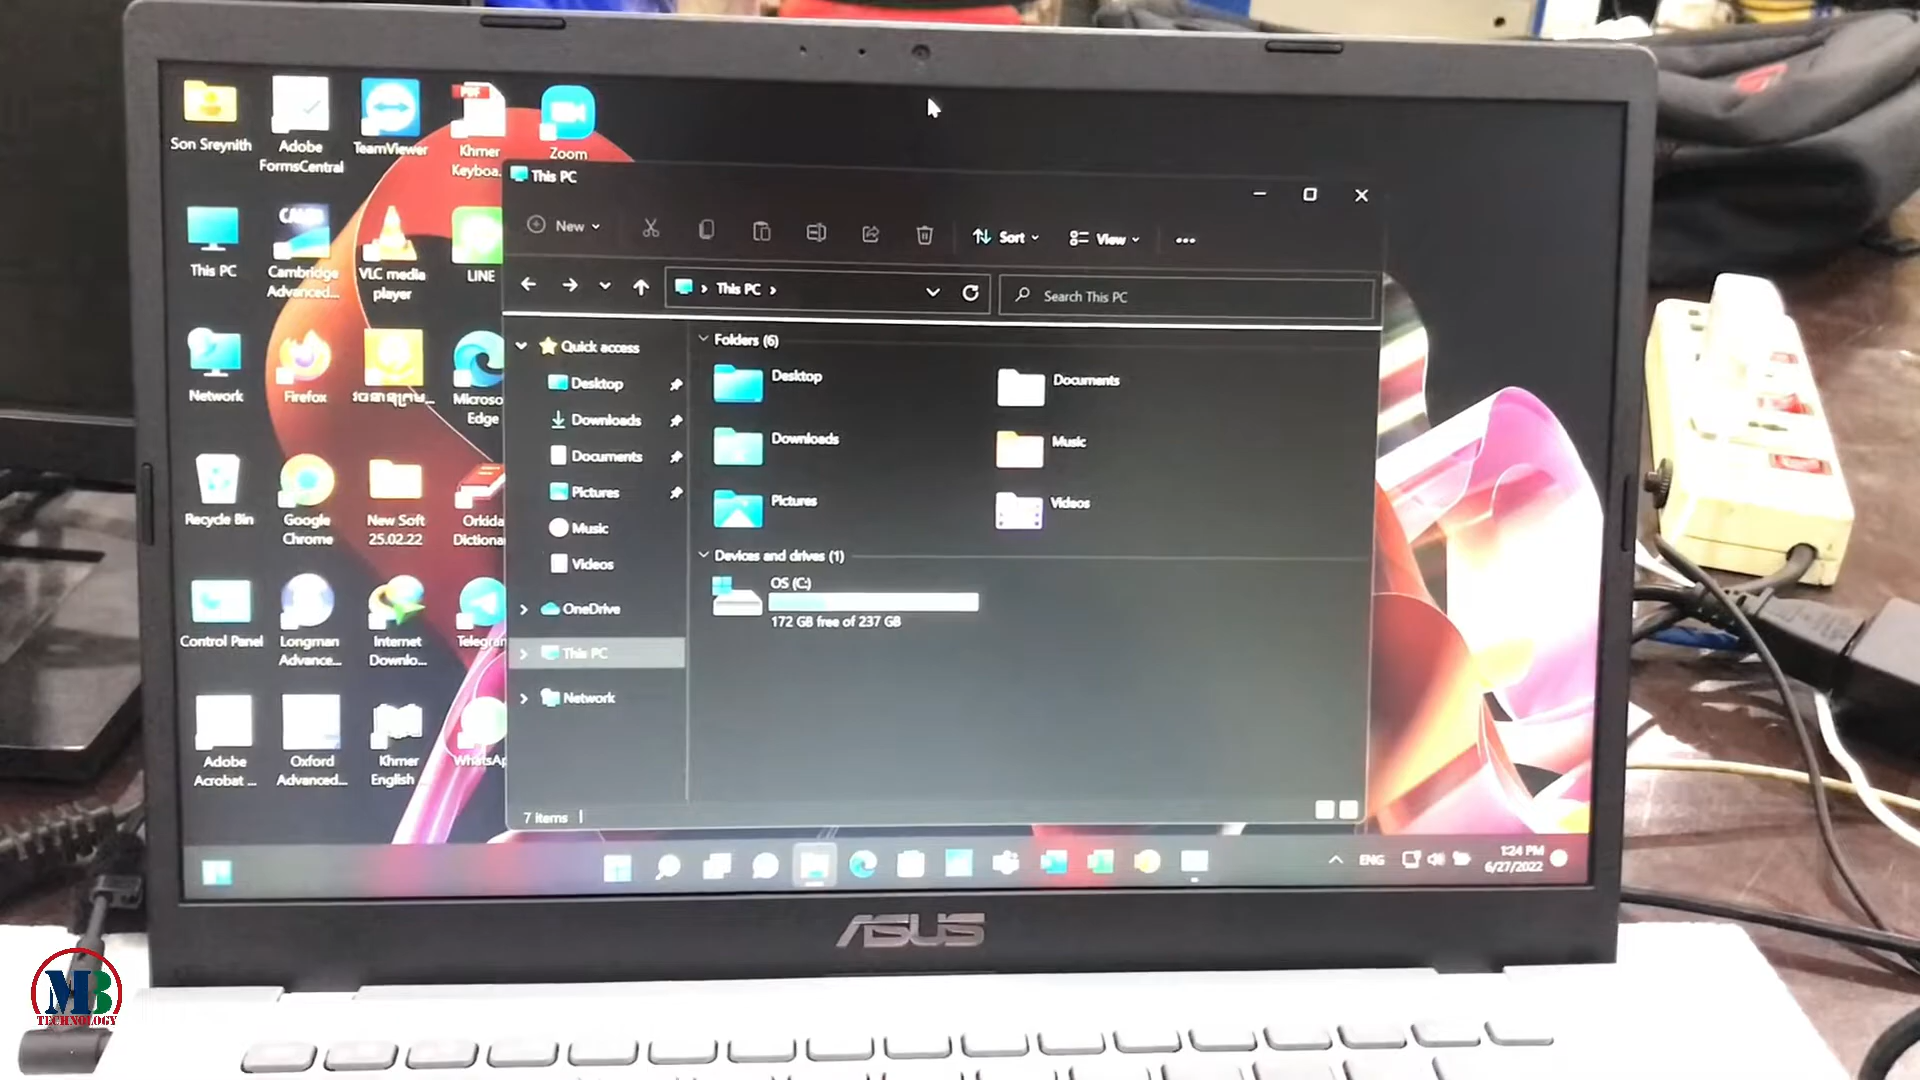 Son Sreynith
Adobe
FormsCentral
TeamViewer
PDF
Khmer
Keyboa...
Zoom
This PC
New
Sort
View
This PC
Cambridge
Advanced...
VLC media
player
LINE
This PC
Search This PC
Network
Firefox
Microso
Edge
Quick access
Desktop
Downloads
Documents
Pictures
Music
Videos
OneDrive
This PC
Network
Folders (6)
Desktop
Documents
Downloads
Music
Pictures
Videos
Devices and drives (1)
OS (C:)
172 GB free of 237 GB
Recycle Bin
Google
Chrome
New Soft
25.02.22
Orkida
Dictiona
Control Panel
Longman
Advance...
Internet
Downlo...
Telegram
Adobe
Acrobat ...
Oxford
Advanced...
Khmer
English
WhatsAp
7 items
ENG
1:24 PM
6/27/2022
ASUS
MB
TECHNOLOGY